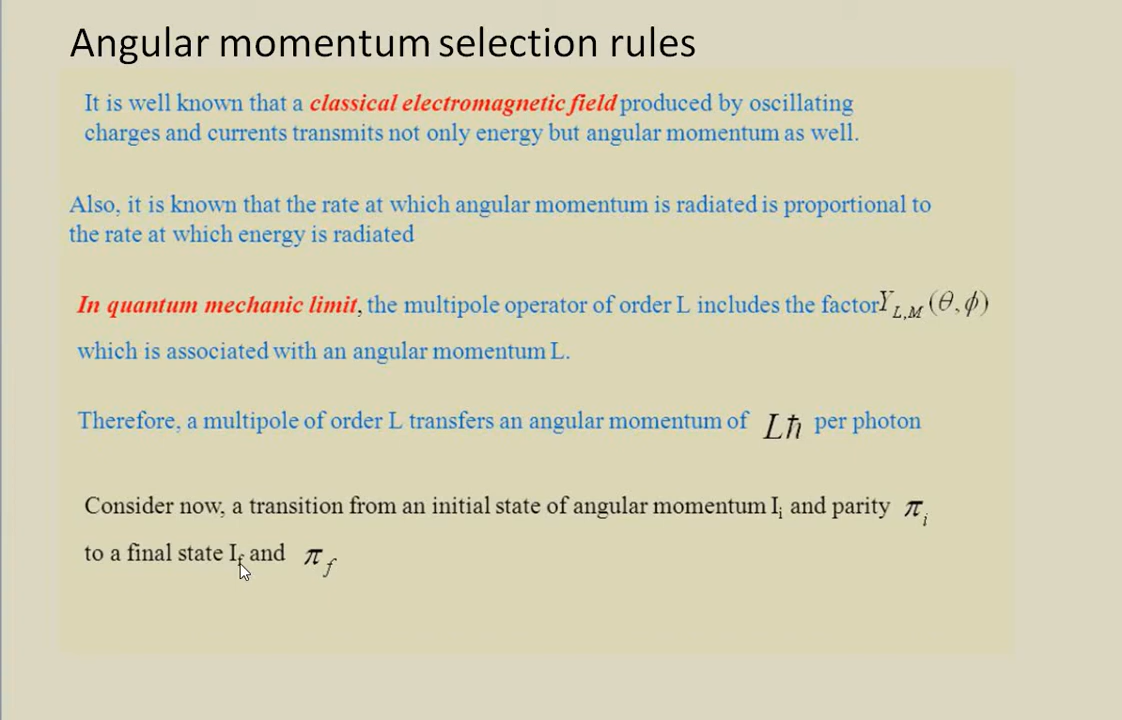 Angular momentum selection rules
It is well known that a classical electromagnetic field produced by oscillating
charges and currents transmits not only energy but angular momentum as well.
Also, it is known that the rate at which angular momentum is radiated is proportional to
the rate at which energy is radiated
In quantum mechanic limit, the multipole operator of order L includes the factor Y_{L,M}(θ,ϕ)
which is associated with an angular momentum L.
Therefore, a multipole of order L transfers an angular momentum of Lħ per photon
Consider now, a transition from an initial state of angular momentum I_i and parity π_i
to a final state I_f and π_f